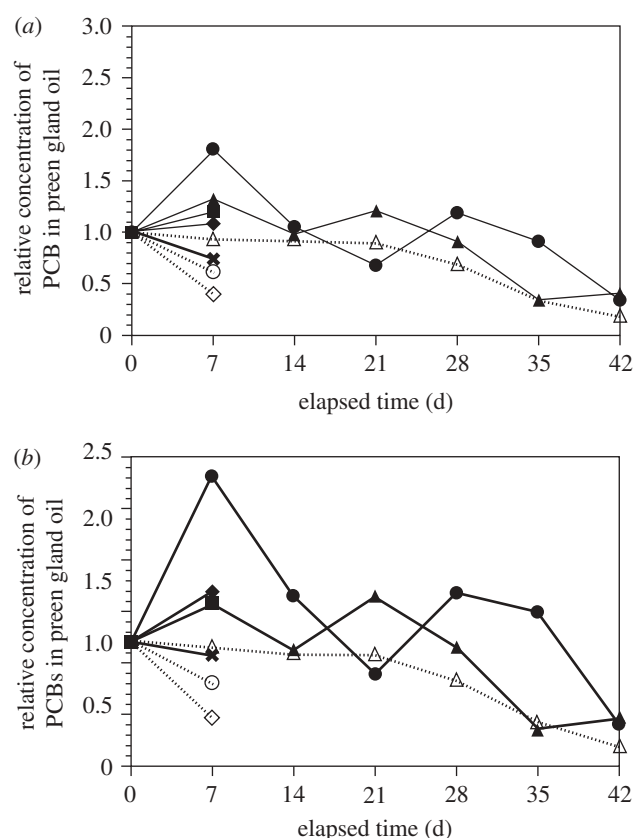 (a)
relative concentration of
PCB in preen gland oil
3.0
2.5
2.0
1.5
1.0
0.5
0
0 7 14 21 28 35 42
elapsed time (d)
(b)
relative concentration of
PCBs in preen gland oil
2.5
2.0
1.5
1.0
0.5
0
0 7 14 21 28 35 42
elapsed time (d)